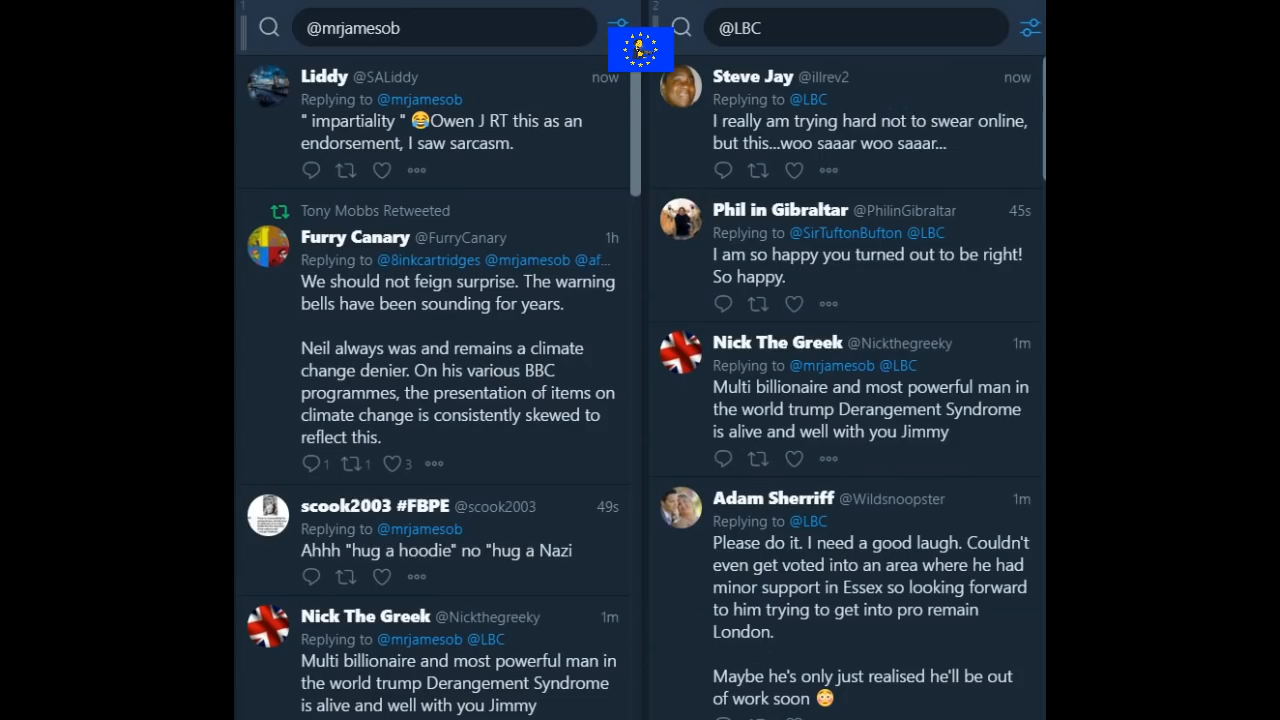 1
@mrjamesob
Liddy @SALiddy now
Replying to @mrjamesob
" impartiality " 😂Owen J RT this as an
endorsement, I saw sarcasm.
Tony Mobbs Retweeted
Furry Canary @FurryCanary 1h
Replying to @8inkcartridges @mrjamesob @af...
We should not feign surprise. The warning
bells have been sounding for years.
Neil always was and remains a climate
change denier. On his various BBC
programmes, the presentation of items on
climate change is consistently skewed to
reflect this.
1 1 3
scook2003 #FBPE @scook2003 49s
Replying to @mrjamesob
Ahhh "hug a hoodie" no "hug a Nazi
Nick The Greek @Nickthegreeky 1m
Replying to @mrjamesob @LBC
Multi billionaire and most powerful man in
the world trump Derangement Syndrome
is alive and well with you Jimmy
2
@LBC
Steve Jay @illrev2 now
Replying to @LBC
I really am trying hard not to swear online,
but this...woo saaar woo saaar...
Phil in Gibraltar @PhilinGibraltar 45s
Replying to @SirTuftonBufton @LBC
I am so happy you turned out to be right!
So happy.
Nick The Greek @Nickthegreeky 1m
Replying to @mrjamesob @LBC
Multi billionaire and most powerful man in
the world trump Derangement Syndrome
is alive and well with you Jimmy
Adam Sherriff @Wildsnoopster 1m
Replying to @LBC
Please do it. I need a good laugh. Couldn't
even get voted into an area where he had
minor support in Essex so looking forward
to him trying to get into pro remain
London.
Maybe he's only just realised he'll be out
of work soon 😳